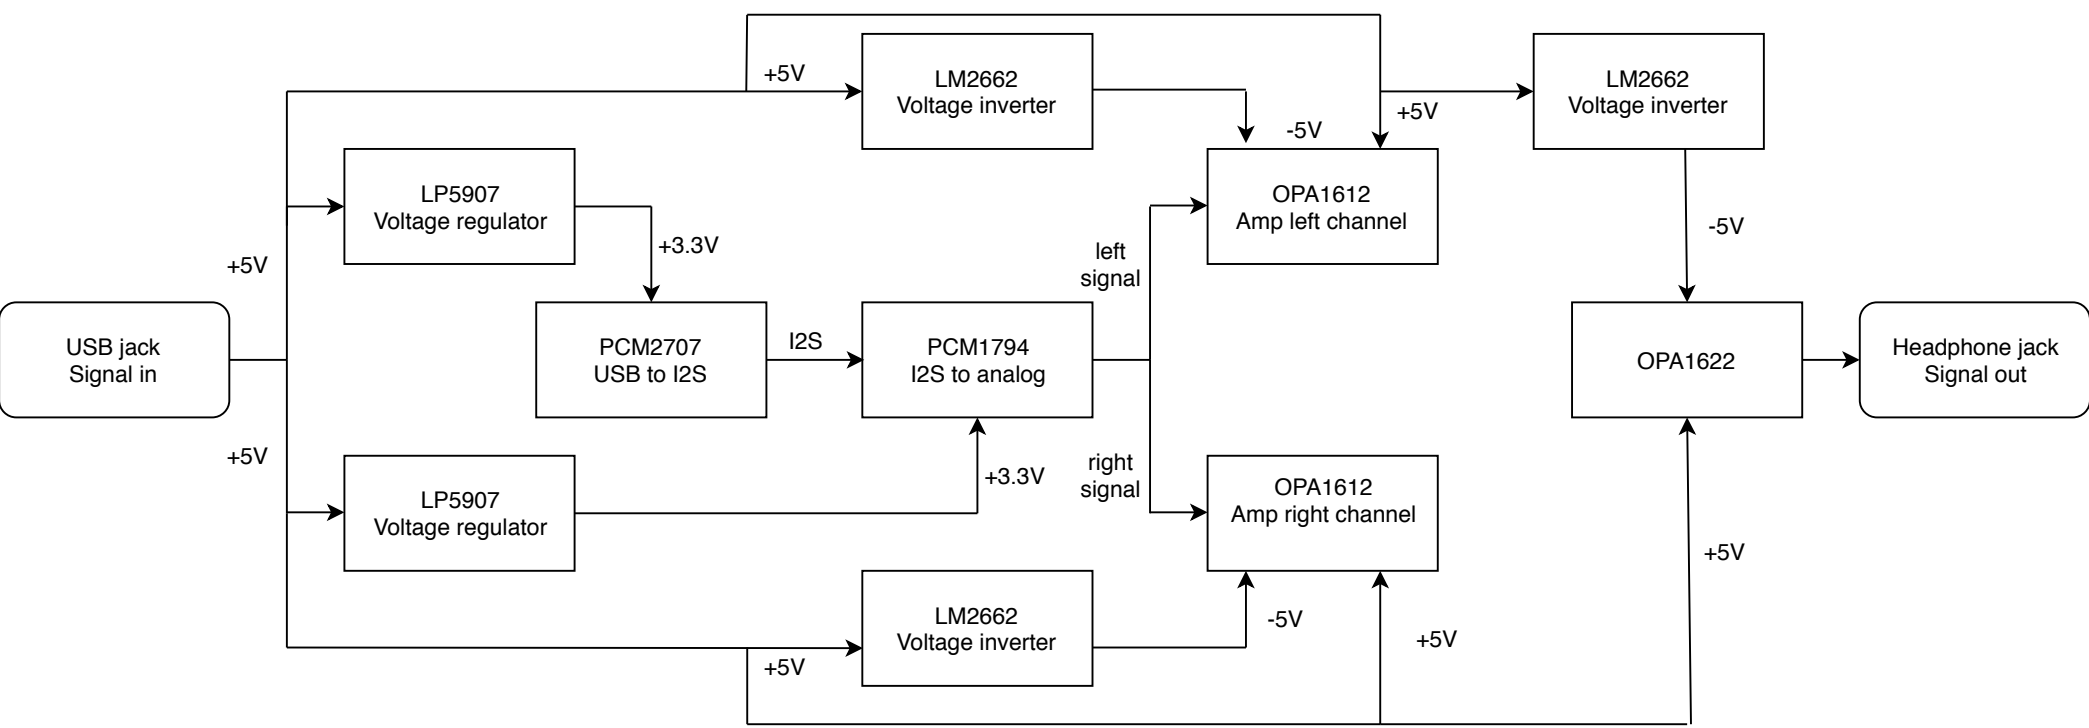 +5V
LM2662
Voltage inverter
-5V
+5V
LM2662
Voltage inverter
LP5907
Voltage regulator
+3.3V
OPA1612
Amp left channel
-5V
+5V
left
signal
USB jack
Signal in
PCM2707
USB to I2S
I2S
PCM1794
I2S to analog
OPA1622
Headphone jack
Signal out
+5V
LP5907
Voltage regulator
+3.3V
right
signal
OPA1612
Amp right channel
+5V
LM2662
Voltage inverter
-5V
+5V
+5V